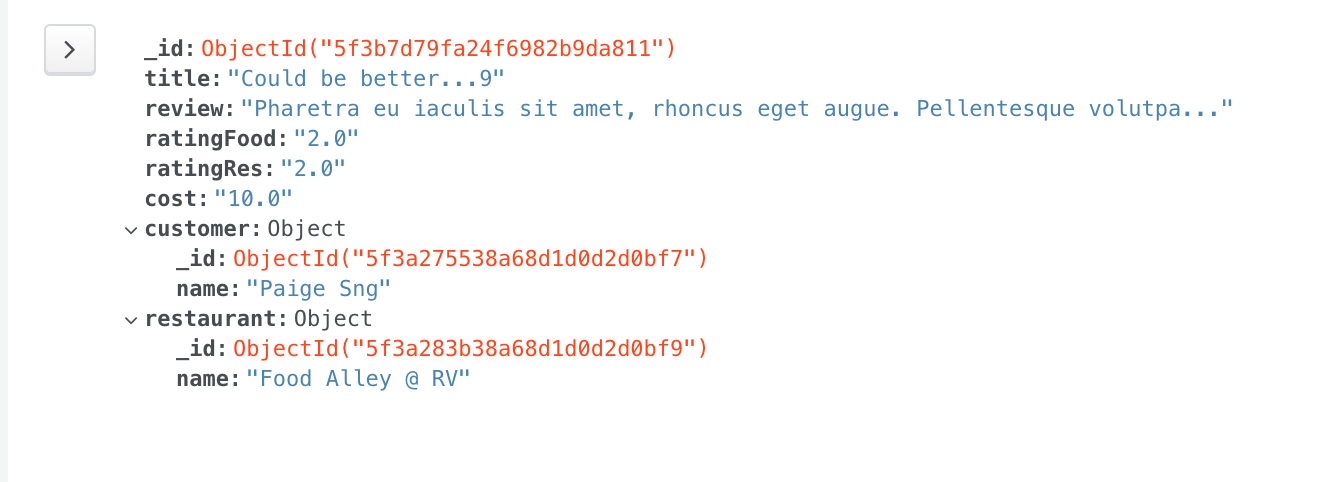 _id: ObjectId("5f3b7d79fa24f6982b9da811")
title: "Could be better...9"
review: "Pharetra eu iaculis sit amet, rhoncus eget augue. Pellentesque volutpa..."
ratingFood: "2.0"
ratingRes: "2.0"
cost: "10.0"
customer: Object
_id: ObjectId("5f3a275538a68d1d0d2d0bf7")
name: "Paige Sng"
restaurant: Object
_id: ObjectId("5f3a283b38a68d1d0d2d0bf9")
name: "Food Alley @ RV"